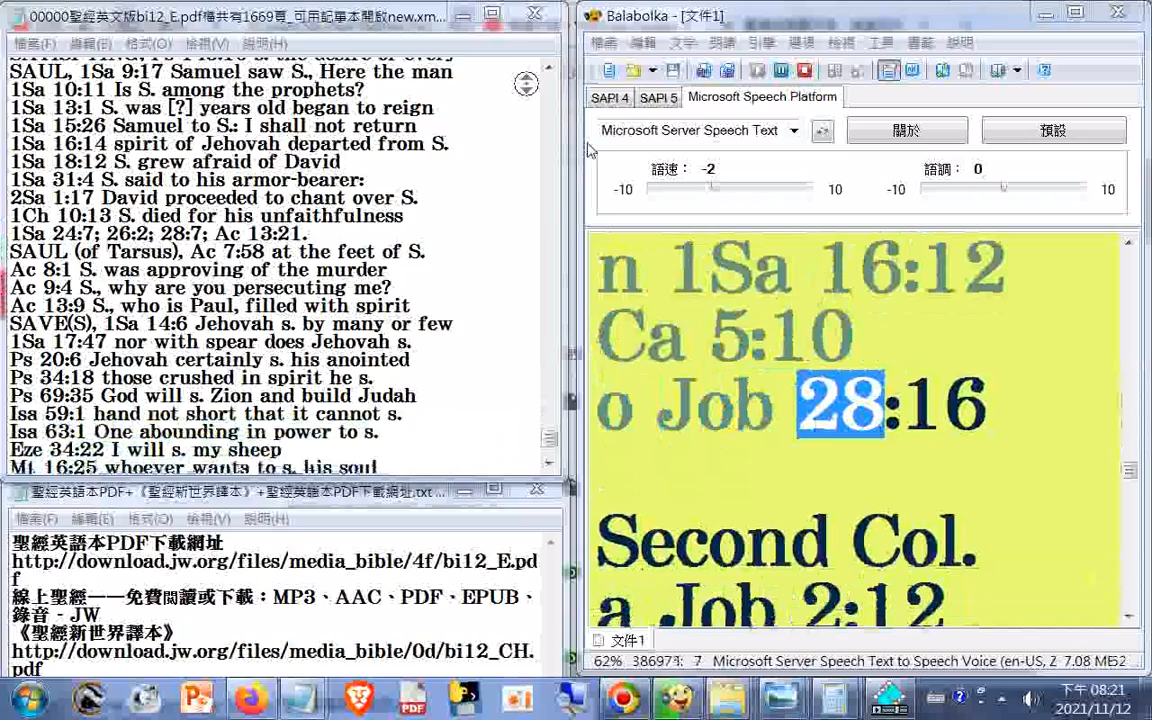 00000聖經英文版bi12_E.pdf檔共有1669頁_可用記事本開啟new.xm...
檔案(F) 編輯(E) 格式(O) 檢視(V) 說明(H)
SAUL, 1Sa 9:17 Samuel saw S., Here the man
1Sa 10:11 Is S. among the prophets?
1Sa 13:1 S. was [?] years old began to reign
1Sa 15:26 Samuel to S.: I shall not return
1Sa 16:14 spirit of Jehovah departed from S.
1Sa 18:12 S. grew afraid of David
1Sa 31:4 S. said to his armor-bearer:
2Sa 1:17 David proceeded to chant over S.
1Ch 10:13 S. died for his unfaithfulness
1Sa 24:7; 26:2; 28:7; Ac 13:21.
SAUL (of Tarsus), Ac 7:58 at the feet of S.
Ac 8:1 S. was approving of the murder
Ac 9:4 S., why are you persecuting me?
Ac 13:9 S., who is Paul, filled with spirit
SAVE(S), 1Sa 14:6 Jehovah s. by many or few
1Sa 17:47 nor with spear does Jehovah s.
Ps 20:6 Jehovah certainly s. his anointed
Ps 34:18 those crushed in spirit he s.
Ps 69:35 God will s. Zion and build Judah
Isa 59:1 hand not short that it cannot s.
Isa 63:1 One abounding in power to s.
Eze 34:22 I will s. my sheep
Mt 16:25 whoever wants to s. his soul
聖經英語本PDF+《聖經新世界譯本》+聖經英語本PDF下載網址.txt ...
檔案(F) 編輯(E) 格式(O) 檢視(V) 說明(H)
聖經英語本PDF下載網址
http://download.jw.org/files/media_bible/4f/bi12_E.pd
f
線上聖經——免費閱讀或下載：MP3、AAC、PDF、EPUB、
錄音 - JW
《聖經新世界譯本》
http://download.jw.org/files/media_bible/0d/bi12_CH.
pdf
Balabolka - [文件1]
檔案 編輯 文字 朗讀 引擎 選項 檢視 工具 書籤 說明
SAPI 4 SAPI 5 Microsoft Speech Platform
Microsoft Server Speech Text 關於 預設
語速： -2 語調： 0
-10 10 -10 10
n 1Sa 16:12
Ca 5:10
o Job 28:16
Second Col.
a Job 2:12
文件1
62% 7 Microsoft Server Speech Text to Speech Voice (en-US, Z 7.08 MB
PDF
下午 08:21
2021/11/12